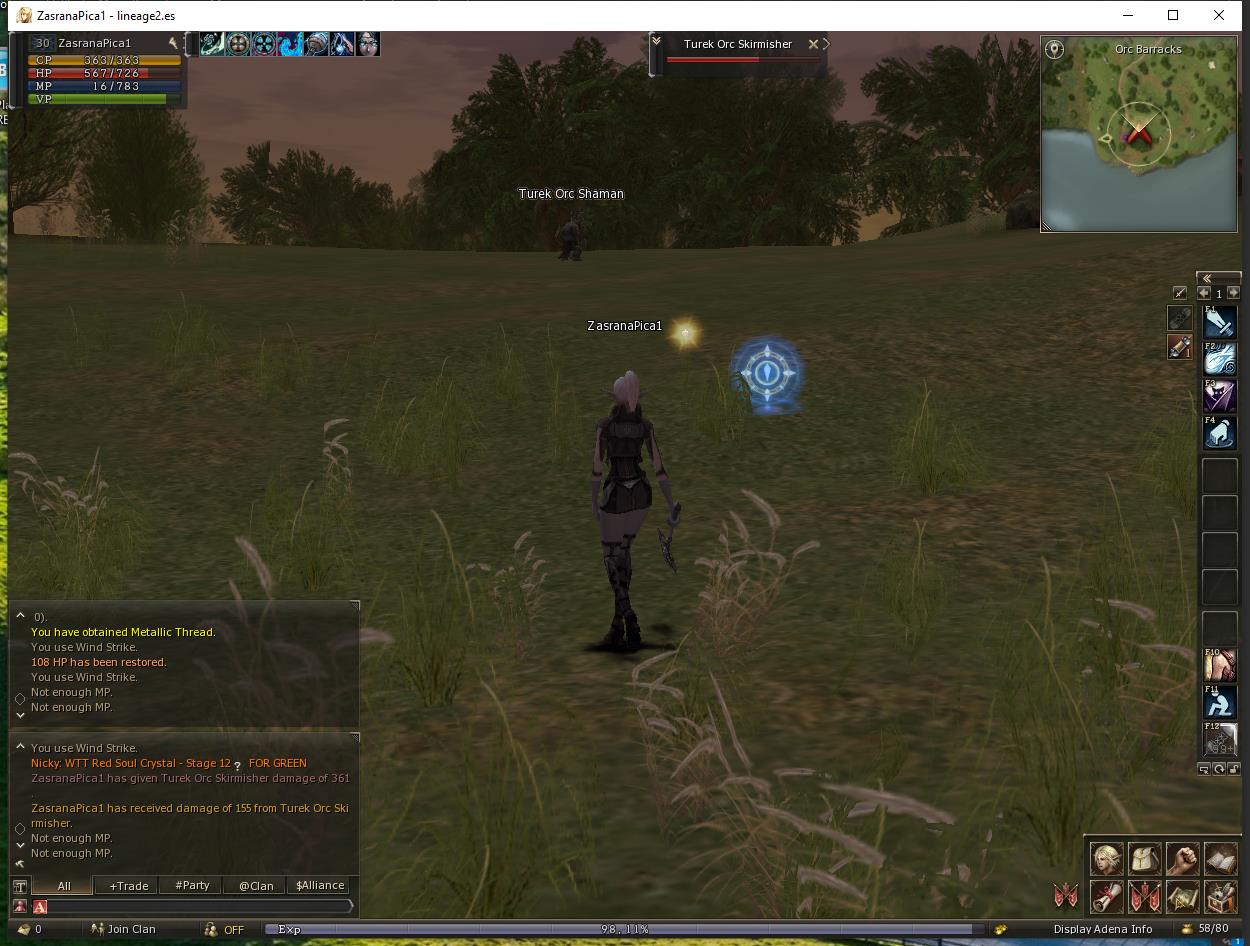 ZasranaPica1 - lineage2.es
30 ZasranaPica1
CP 363/363
HP 567/726
MP 16/783
VP
Turek Orc Skirmisher
Orc Barracks
Turek Orc Shaman
ZasranaPica1
1
F1
F2
F3
F4
1
F10
F11
F12
99+
0).
You have obtained Metallic Thread.
You use Wind Strike.
108 HP has been restored.
You use Wind Strike.
Not enough MP.
Not enough MP.
You use Wind Strike.
Nicky: WTT Red Soul Crystal - Stage 12 ? FOR GREEN
ZasranaPica1 has given Turek Orc Skirmisher damage of 361
.
ZasranaPica1 has received damage of 155 from Turek Orc Ski
rmisher.
Not enough MP.
Not enough MP.
All +Trade #Party @Clan $Alliance
A
0 Join Clan OFF Exp 98.11% Display Adena Info 58/80